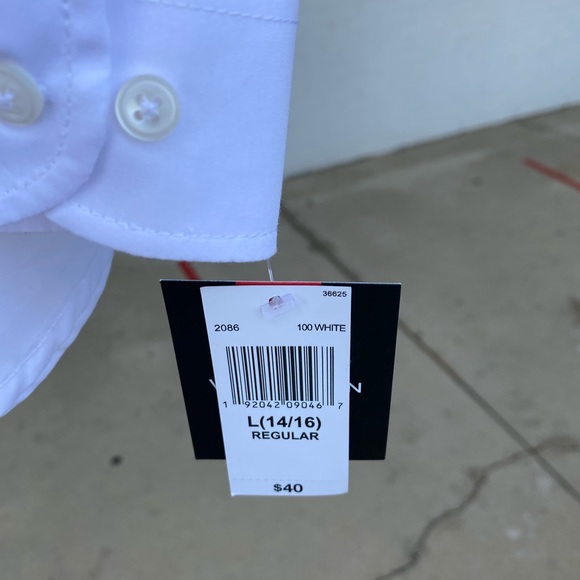 36625
2086 100 WHITE
1 92042 09046 7
L(14/16)
REGULAR
$40